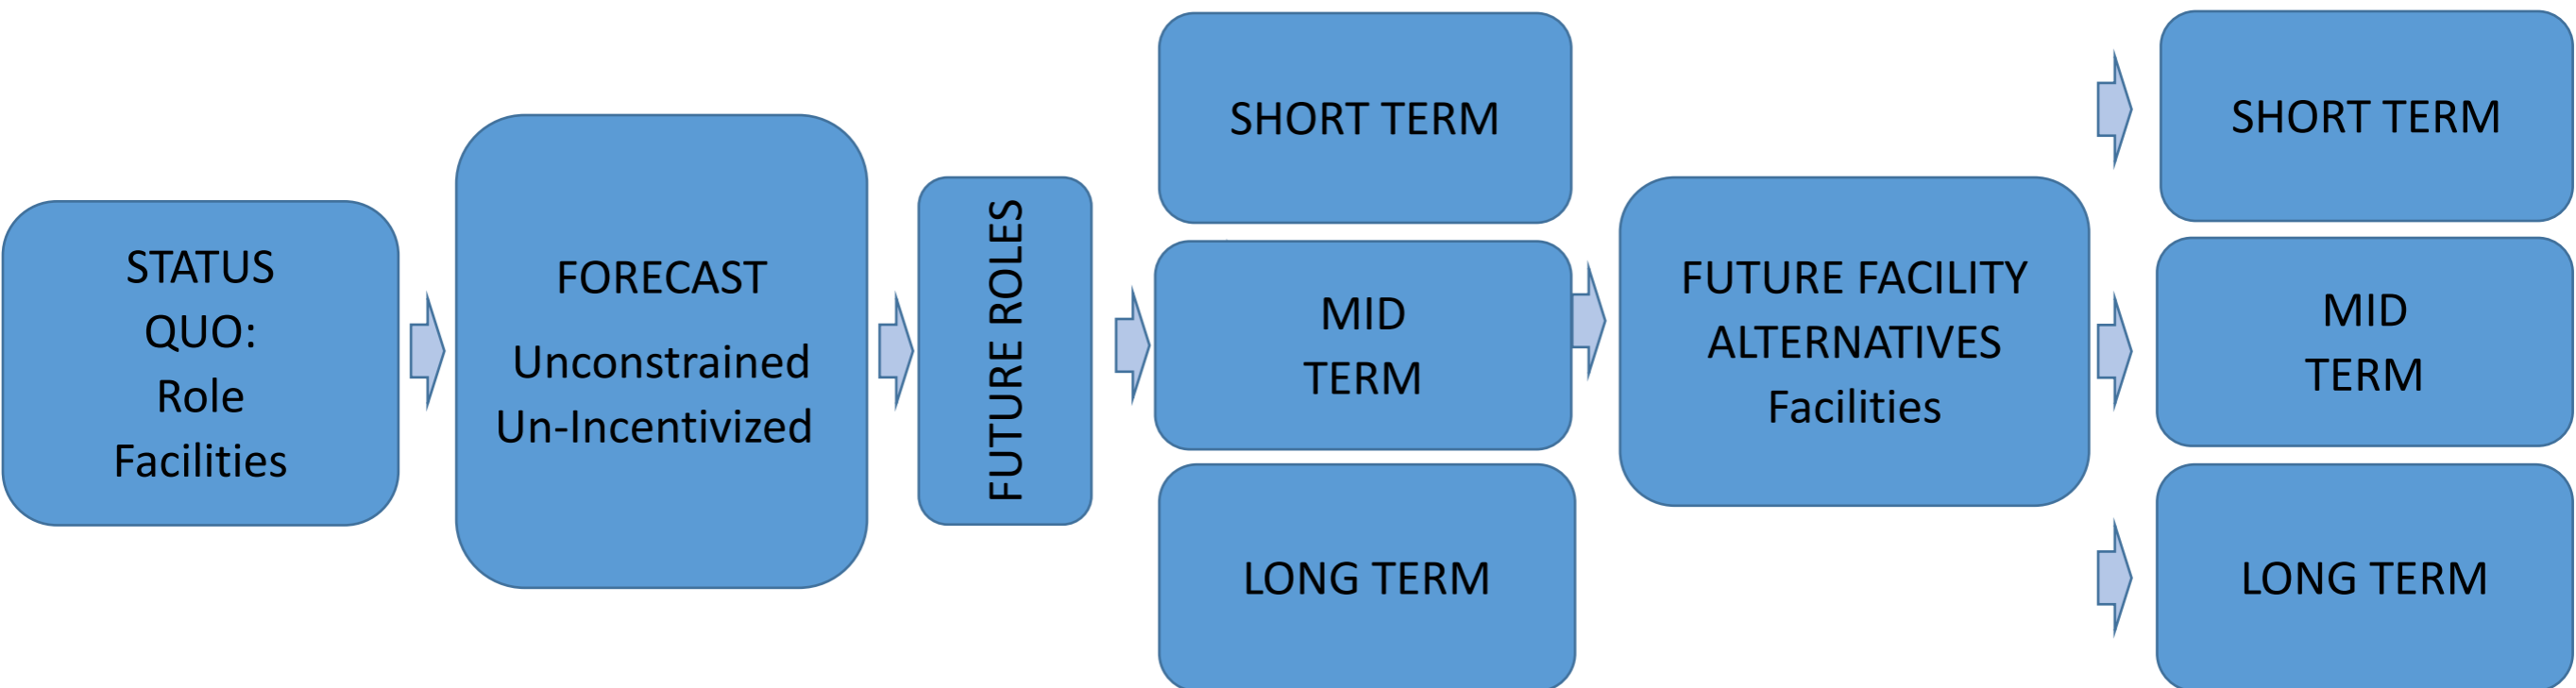 STATUS
QUO:
Role
Facilities
FORECAST
Unconstrained
Un-Incentivized
FUTURE ROLES
SHORT TERM
MID
TERM
LONG TERM
FUTURE FACILITY
ALTERNATIVES
Facilities
SHORT TERM
MID
TERM
LONG TERM